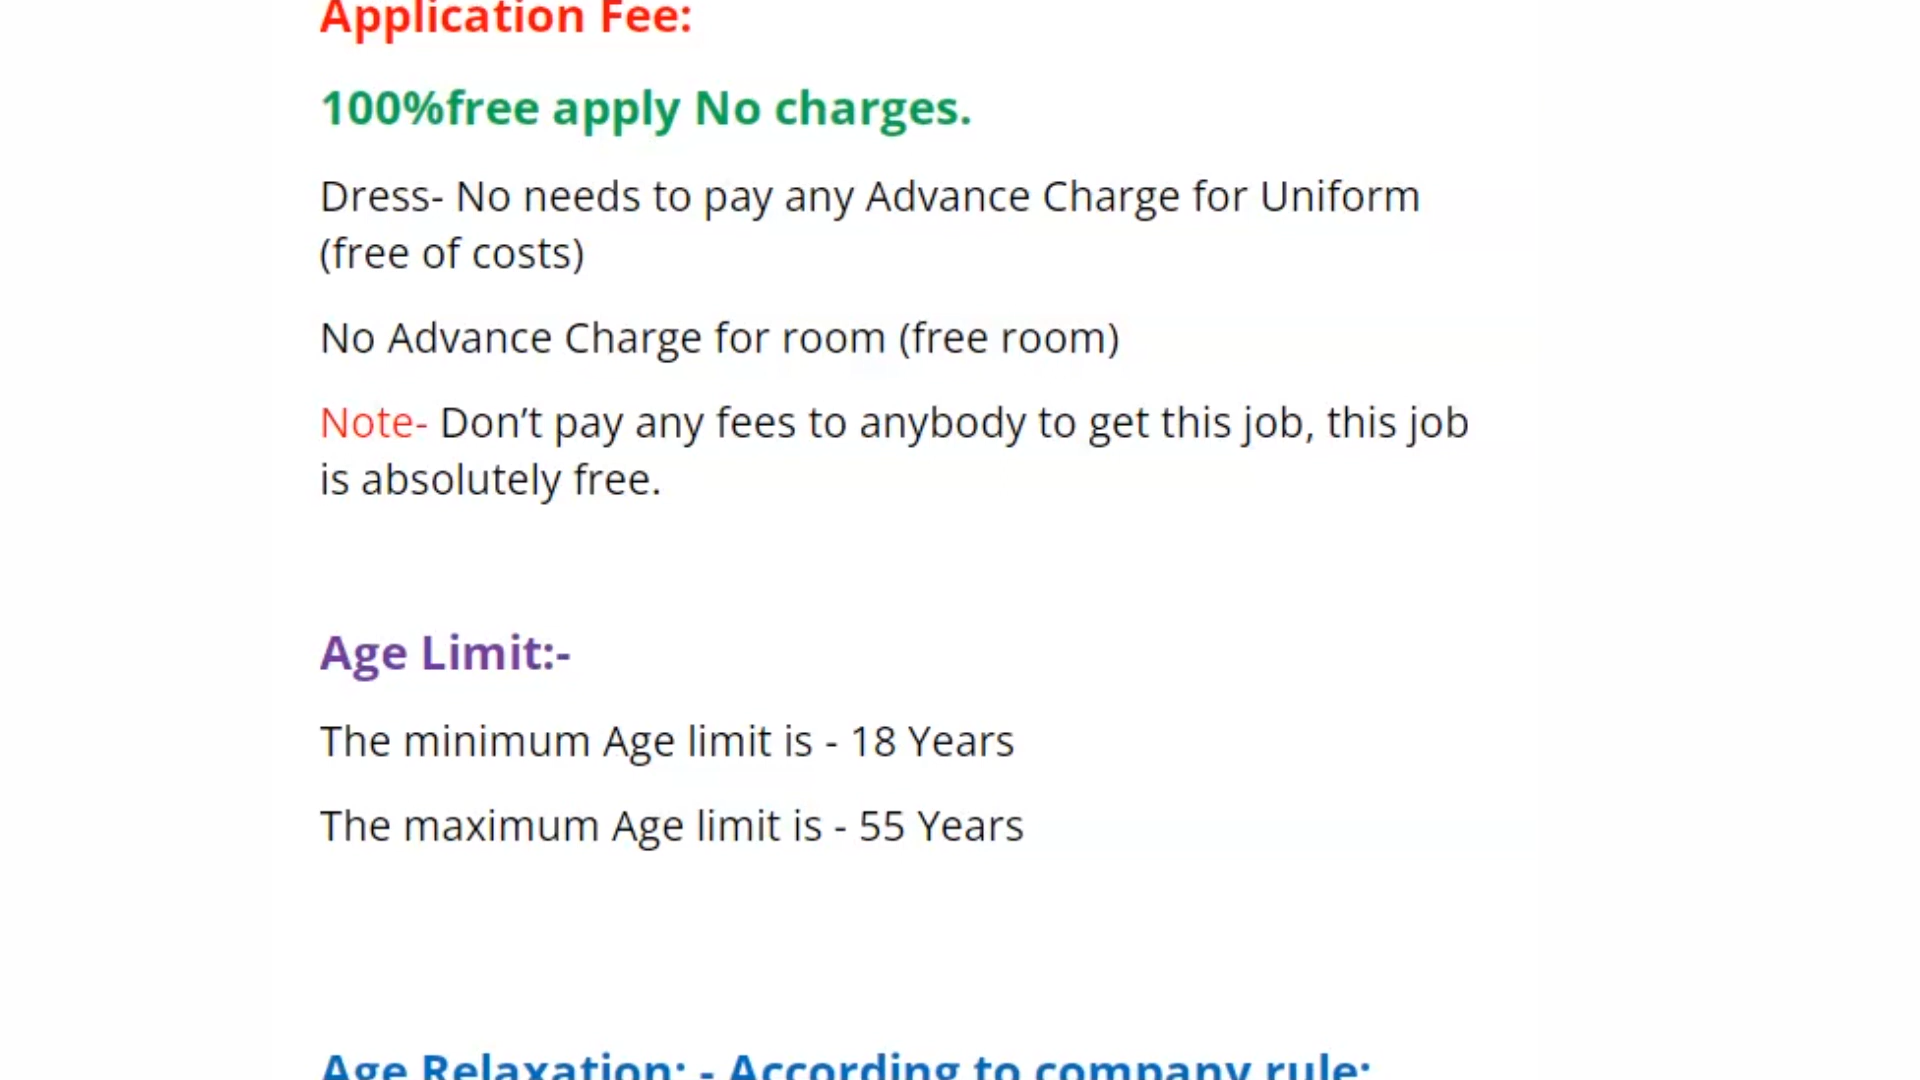 Application Fee:
100%free apply No charges.
Dress- No needs to pay any Advance Charge for Uniform
(free of costs)
No Advance Charge for room (free room)
Note- Don’t pay any fees to anybody to get this job, this job
is absolutely free.
Age Limit:-
The minimum Age limit is - 18 Years
The maximum Age limit is - 55 Years
Age Relaxation: - According to company rule: